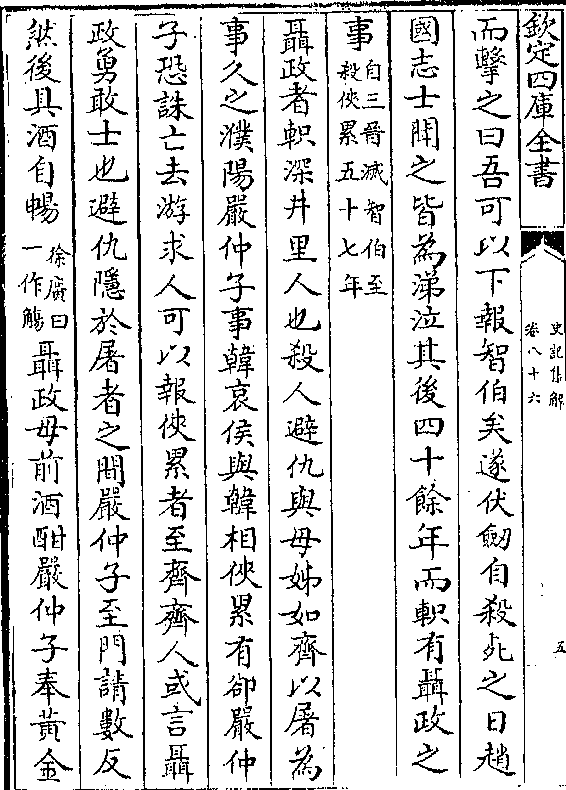 欽定四庫全書
史記集解
卷八十六
五
而擊之曰吾可以下報智伯矣遂伏劒自殺死之日趙
國志士聞之皆為涕泣其後四十餘年而軹有聶政之
事
自三晉滅智伯至
殺俠累五十七年
聶政者軹深井里人也殺人避仇與母姊如齊以屠為
事久之濮陽嚴仲子事韓哀侯與韓相俠累有郤嚴仲
子恐誅亡去游求人可以報俠累者至齊齊人或言聶
政勇敢士也避仇隱於屠者之間嚴仲子至門請數反
然後具酒自暢
徐廣曰
一作觴
聶政母前酒酣嚴仲子奉黃金